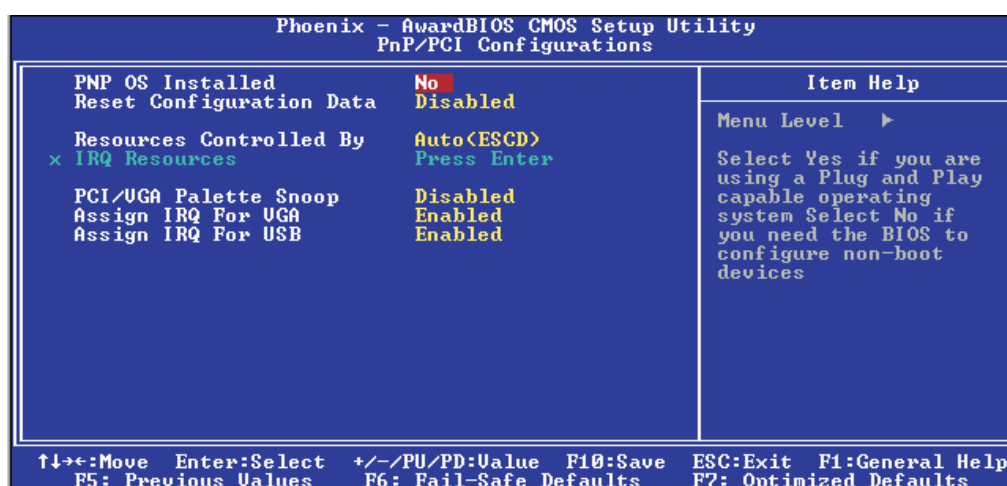 Phoenix - AwardBIOS CMOS Setup Utility
PnP/PCI Configurations
PNP OS Installed No
Reset Configuration Data Disabled
Resources Controlled By Auto(ESCD)
x IRQ Resources Press Enter
PCI/VGA Palette Snoop Disabled
Assign IRQ For VGA Enabled
Assign IRQ For USB Enabled
Item Help
Menu Level ►
Select Yes if you are
using a Plug and Play
capable operating
system Select No if
you need the BIOS to
configure non-boot
devices
↑↓→←:Move Enter:Select +/-/PU/PD:Value F10:Save ESC:Exit F1:General Help
F5: Previous Values F6: Fail-Safe Defaults F7: Optimized Defaults